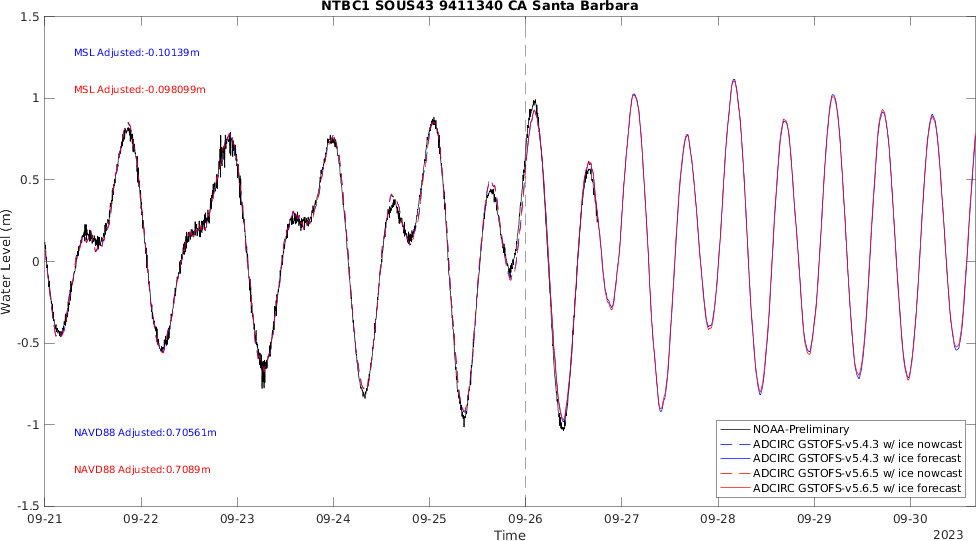 NTBC1 SOUS43 9411340 CA Santa Barbara
1.5
1
0.5
0
-0.5
-1
-1.5
Water Level (m)
MSL Adjusted:-0.10139m
MSL Adjusted:-0.098099m
NAVD88 Adjusted:0.70561m
NAVD88 Adjusted:0.7089m
NOAA-Preliminary
ADCIRC GSTOFS-v5.4.3 w/ ice nowcast
ADCIRC GSTOFS-v5.4.3 w/ ice forecast
ADCIRC GSTOFS-v5.6.5 w/ ice nowcast
ADCIRC GSTOFS-v5.6.5 w/ ice forecast
09-21 09-22 09-23 09-24 09-25 09-26 09-27 09-28 09-29 09-30
Time
2023